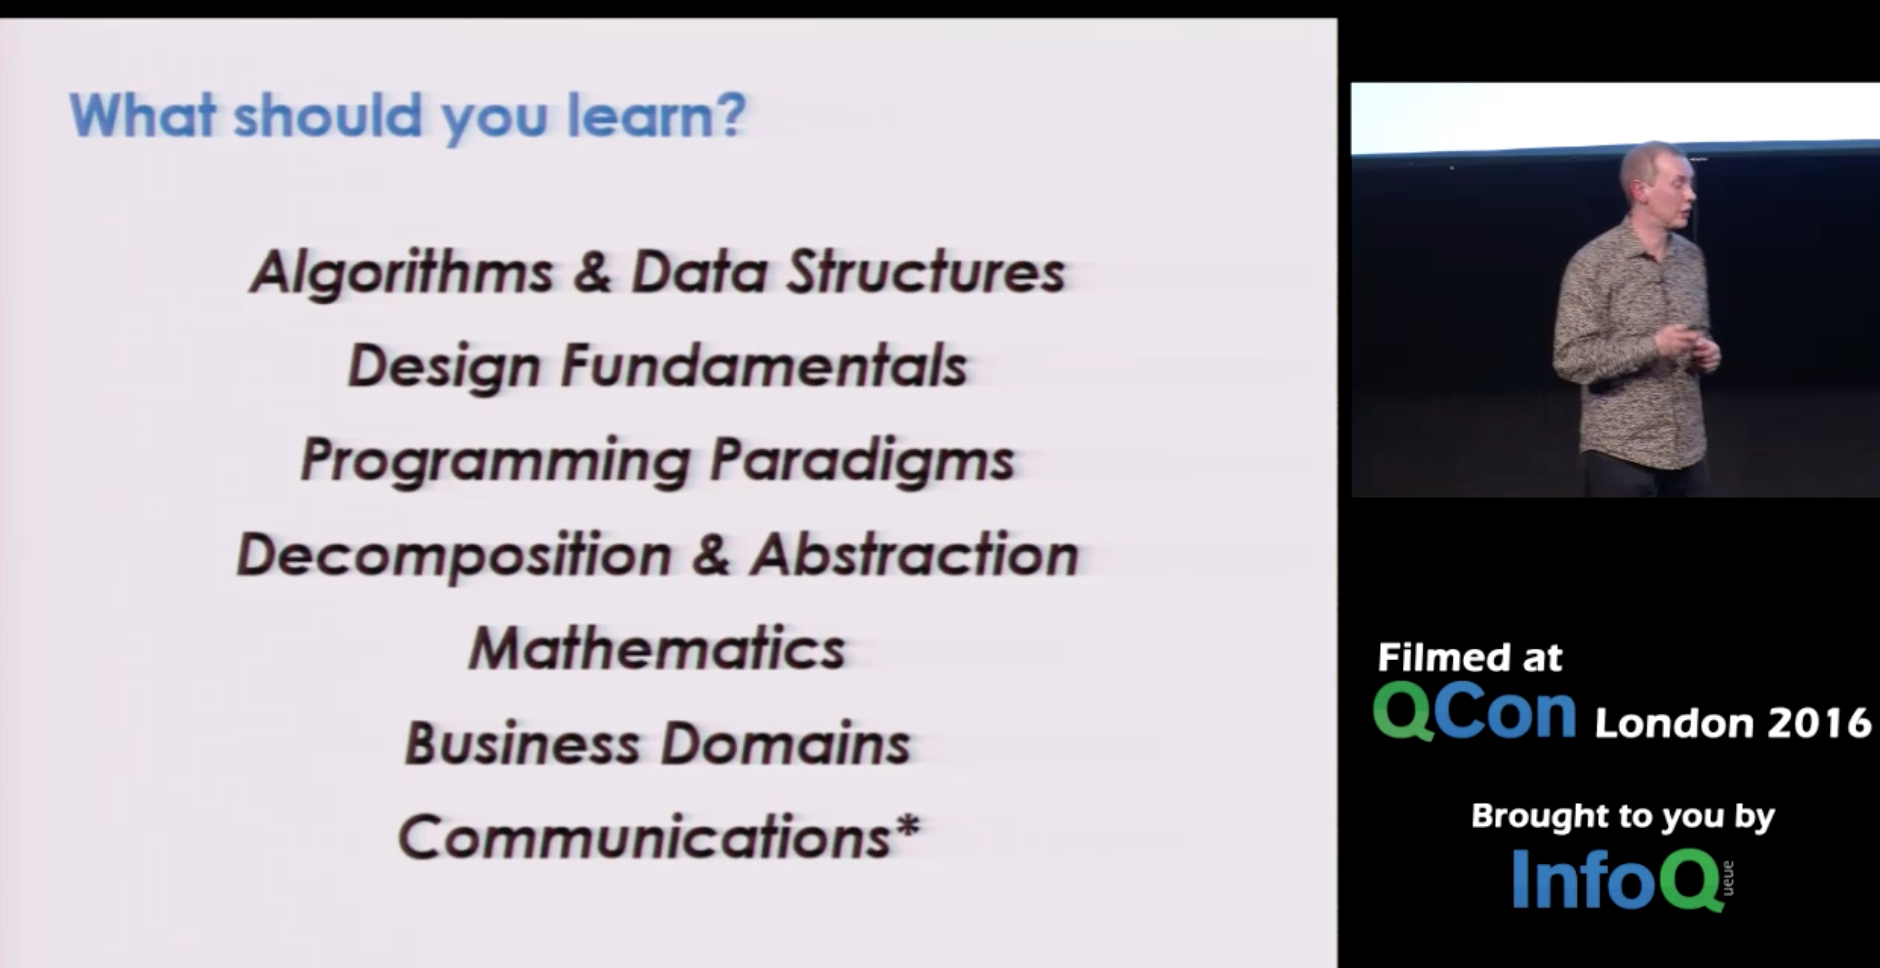 What should you learn?
Algorithms & Data Structures
Design Fundamentals
Programming Paradigms
Decomposition & Abstraction
Mathematics
Business Domains
Communications*
Filmed at
QCon London 2016
Brought to you by
InfoQ
ueue